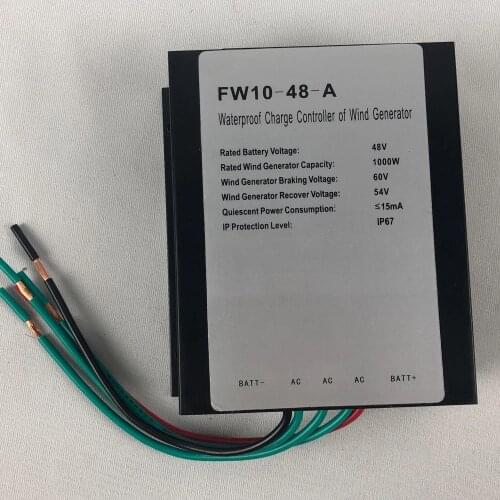 FW10-48-A
Waterproof Charge Controller of Wind Generator
Rated Battery Voltage: 48V
Rated Wind Generator Capacity: 1000W
Wind Generator Braking Voltage: 60V
Wind Generator Recover Voltage: 54V
Quiescent Power Consumption: ≤15mA
IP Protection Level: IP67
BATT- AC AC AC BATT+